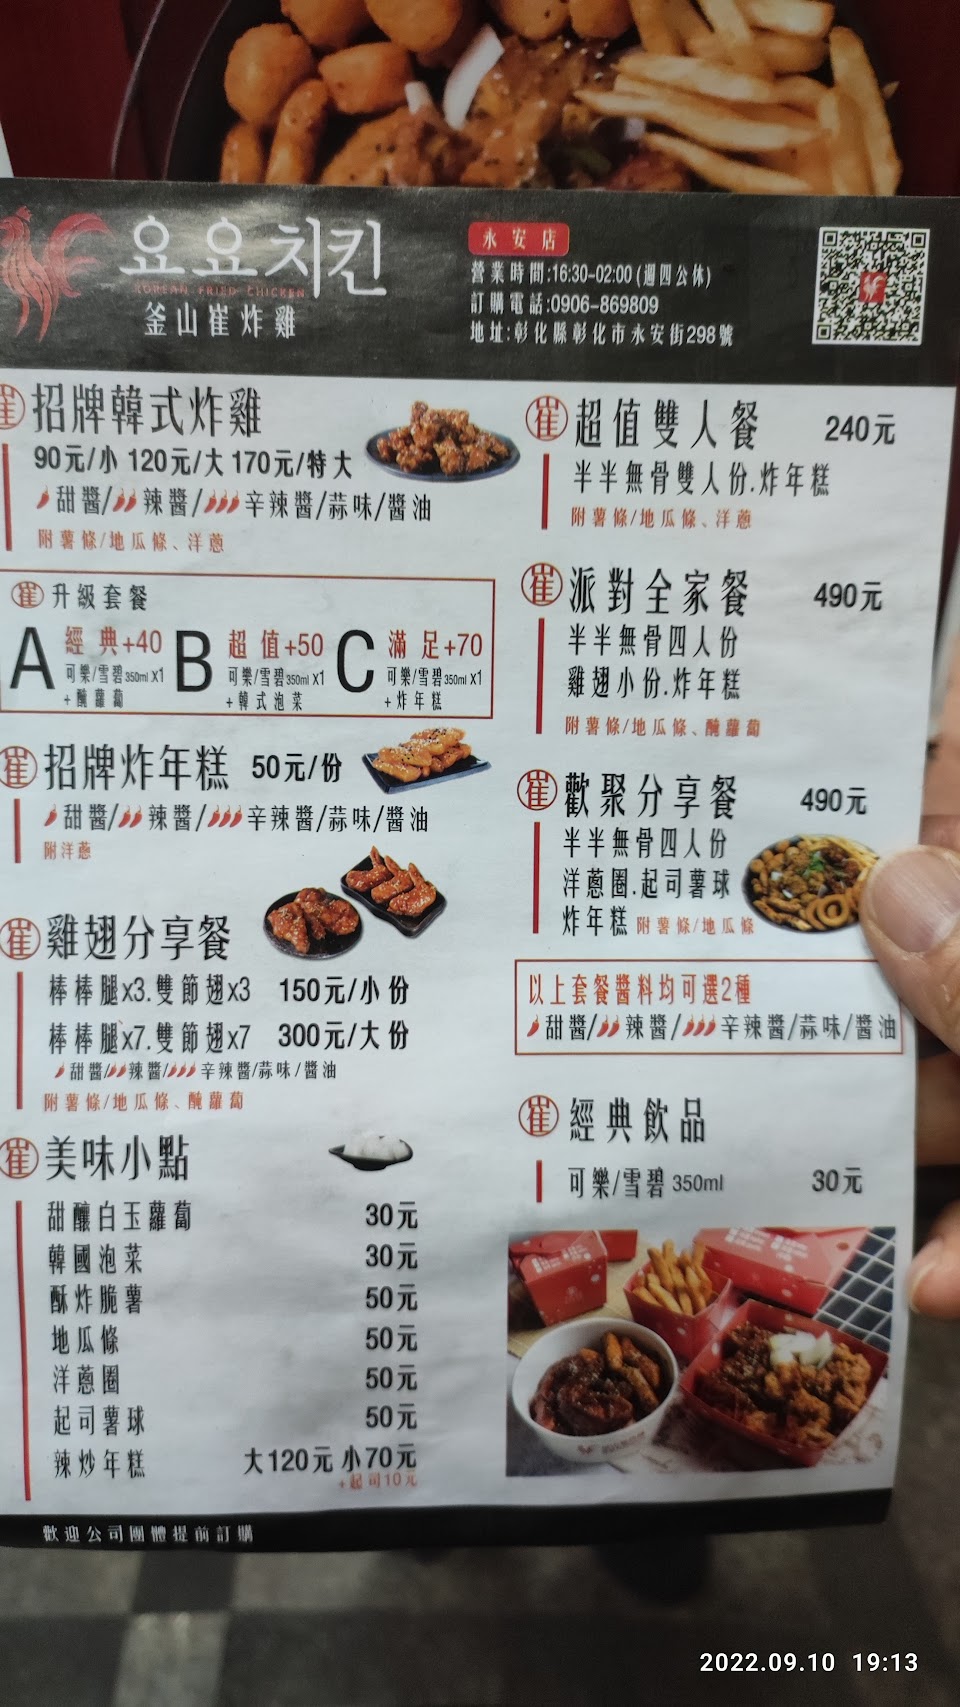 요요치킨
KOREAN FRIED CHICKEN
釜山崔炸雞
永安店
營業時間:16:30-02:00(週四公休)
訂購電話:0906-869809
地址:彰化縣彰化市永安街298號
崔 招牌韓式炸雞
90元/小 120元/大 170元/特大
甜醬/辣醬/辛辣醬/蒜味/醬油
附薯條/地瓜條、洋蔥
崔 升級套餐
A 經典+40
可樂/雪碧350ml x1
+醃蘿蔔
B 超值+50
可樂/雪碧350ml x1
+韓式泡菜
C 滿足+70
可樂/雪碧350ml x1
+炸年糕
崔 招牌炸年糕 50元/份
甜醬/辣醬/辛辣醬/蒜味/醬油
附洋蔥
崔 雞翅分享餐
棒棒腿x3.雙節翅x3 150元/小份
棒棒腿x7.雙節翅x7 300元/大份
甜醬/辣醬/辛辣醬/蒜味/醬油
附薯條/地瓜條、醃蘿蔔
崔 美味小點
甜釀白玉蘿蔔 30元
韓國泡菜 30元
酥炸脆薯 50元
地瓜條 50元
洋蔥圈 50元
起司薯球 50元
辣炒年糕 大120元 小70元
+起司10元
崔 超值雙人餐 240元
半半無骨雙人份.炸年糕
附薯條/地瓜條、洋蔥
崔 派對全家餐 490元
半半無骨四人份
雞翅小份.炸年糕
附薯條/地瓜條、醃蘿蔔
崔 歡聚分享餐 490元
半半無骨四人份
洋蔥圈.起司薯球
炸年糕 附薯條/地瓜條
以上套餐醬料均可選2種
甜醬/辣醬/辛辣醬/蒜味/醬油
崔 經典飲品
可樂/雪碧 350ml 30元
歡迎公司團體提前訂購
2022.09.10 19:13